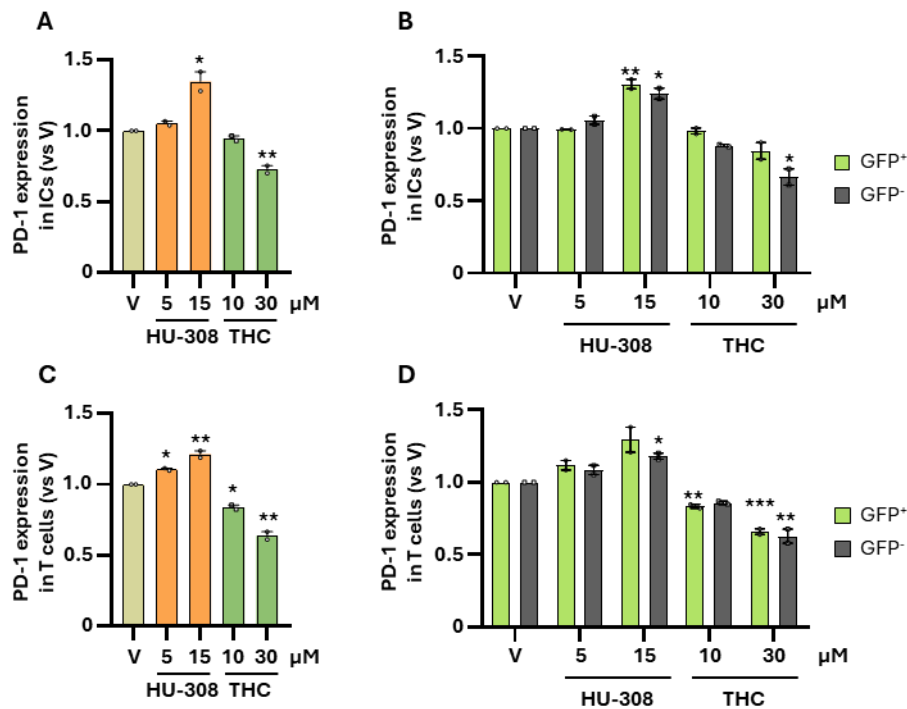 A
PD-1 expression
in ICs (vs V)
1.5
1.0
0.5
0
*
**
V 5 15 10 30 µM
HU-308 THC
B
PD-1 expression
in ICs (vs V)
1.5
1.0
0.5
0
** *
*
V 5 15 10 30 µM
HU-308 THC
GFP⁺
GFP⁻
C
PD-1 expression
in T cells (vs V)
1.5
1.0
0.5
0
* ** * **
V 5 15 10 30 µM
HU-308 THC
D
PD-1 expression
in T cells (vs V)
1.5
1.0
0.5
0
*
** *** **
V 5 15 10 30 µM
HU-308 THC
GFP⁺
GFP⁻